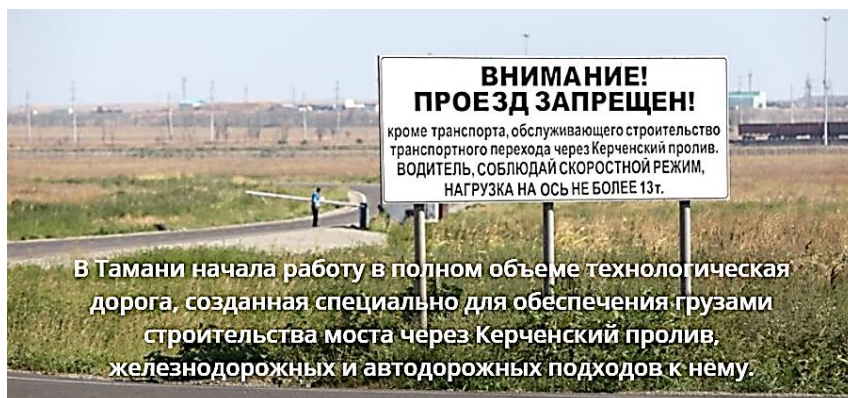 ВНИМАНИЕ!
ПРОЕЗД ЗАПРЕЩЕН!
кроме транспорта, обслуживающего строительство
транспортного перехода через Керченский пролив.
ВОДИТЕЛЬ, СОБЛЮДАЙ СКОРОСТНОЙ РЕЖИМ,
НАГРУЗКА НА ОСЬ НЕ БОЛЕЕ 13т.
В Тамани начала работу в полном объеме технологическая
дорога, созданная специально для обеспечения грузами
строительства моста через Керченский пролив,
железнодорожных и автодорожных подходов к нему.